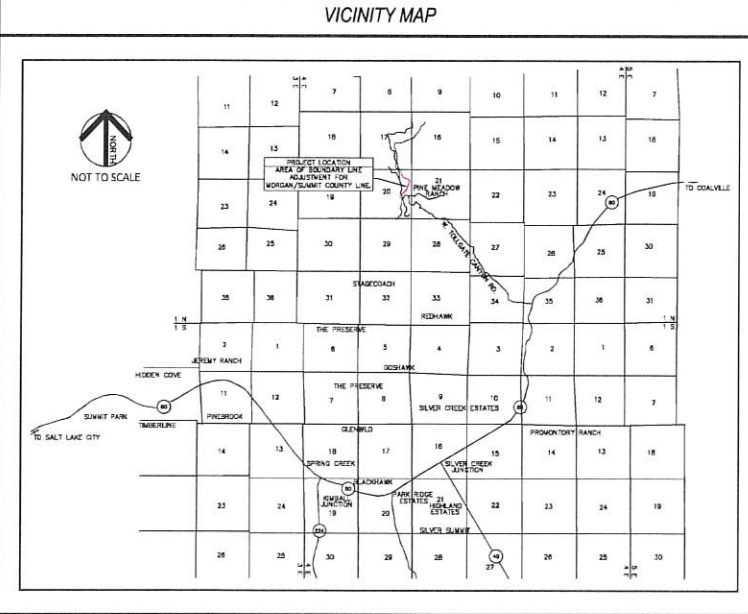 VICINITY MAP
NORTH
NOT TO SCALE
7 8 9 10 11 12 7
11 12
18 17 16 15 14 13 18
14 13
PROJECT LOCATION
AREA OF BOUNDARY LINE
ADJUSTMENT FOR
MORGAN/SUMMIT COUNTY LINE.
21
PINE MEADOW
RANCH
23 24 19 20 22 23 24 19
80
TO COALVILLE
W. TOLLGATE CANYON RD.
26 25 30 29 28 27 26 25 30
STAGECOACH
35 36 31 32 33 34 35 36 31
REDHAWK
1 N
1 S
1 N
1 S
THE PRESERVE
2 1 6 5 4 3 2 1 6
JEREMY RANCH
GOSHAWK
HIDDEN COVE
THE PRESERVE
11 12 7 8 9 10 11 12 7
SILVER CREEK ESTATES
80
80
SUMMIT PARK
TIMBERLINE
PINEBROOK
TO SALT LAKE CITY
GLENWILD
PROMONTORY RANCH
14 13 18 17 16 15 14 13 18
SPRING CREEK
SILVER CREEK
JUNCTION
BLACKHAWK
80
KIMBALL
JUNCTION
PARK RIDGE
ESTATES
21
HIGHLAND
ESTATES
23 24 19 20 22 23 24 19
SILVER SUMMIT
224
26 25 30 29 28 27 26 25 30
40